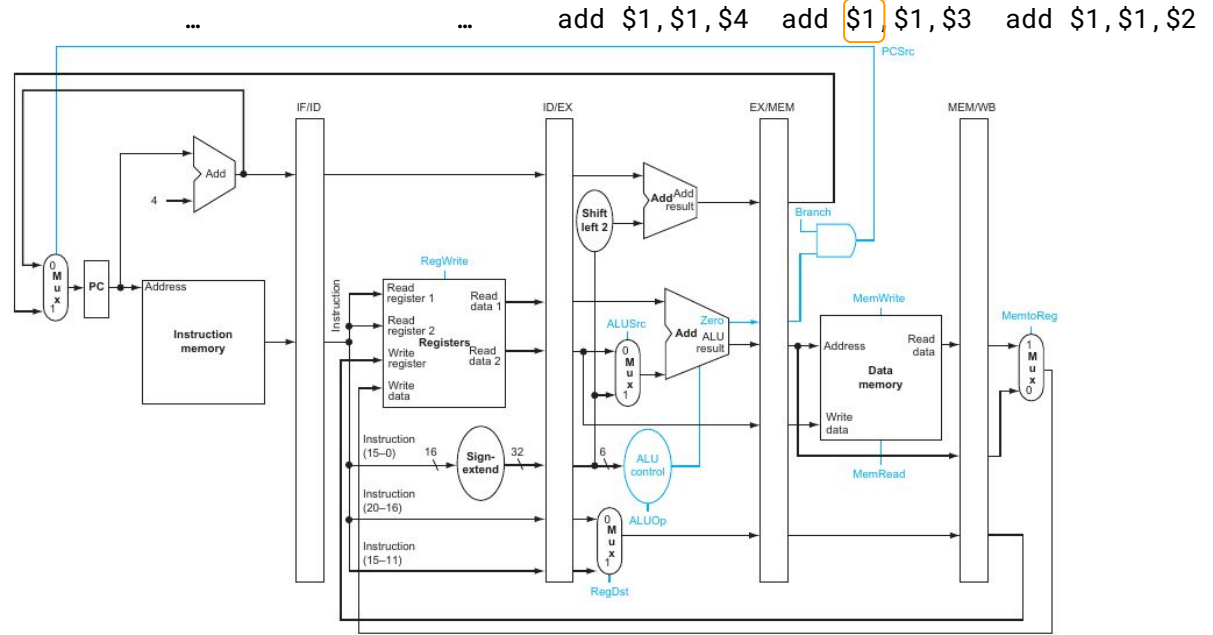 … … add $1,$1,$4 add $1,$1,$3 add $1,$1,$2
PCSrc
IF/ID ID/EX EX/MEM MEM/WB
Add
4
Add Add result
Shift left 2
Branch
RegWrite
0 M u x 1
PC
Address
Instruction memory
Instruction
Read register 1
Read data 1
Read register 2
Registers
Write register
Read data 2
Write data
ALUSrc
0 M u x 1
Zero
Add ALU result
MemWrite
Address
Read data
Data memory
Write data
MemRead
MemtoReg
1 M u x 0
Instruction (15–0)
16
Sign-extend
32
6
ALU control
ALUOp
Instruction (20–16)
0 M u x 1
Instruction (15–11)
RegDst